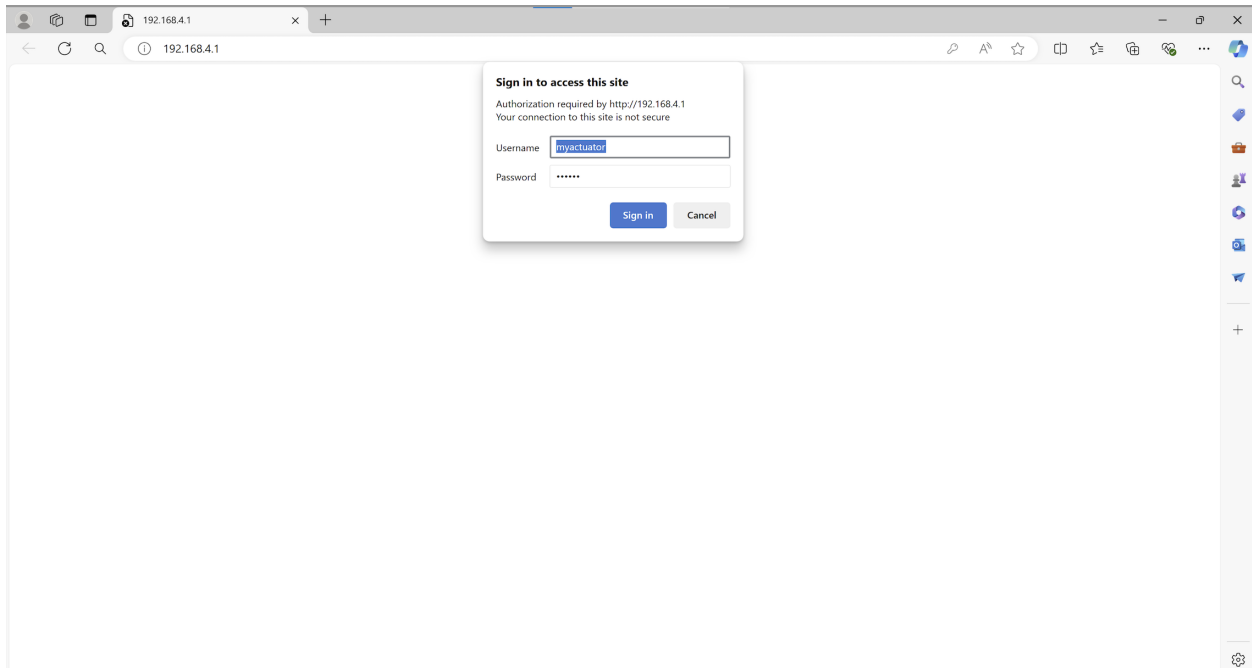 192.168.4.1
192.168.4.1
Sign in to access this site
Authorization required by http://192.168.4.1
Your connection to this site is not secure
Username myactuator
Password ••••••
Sign in Cancel